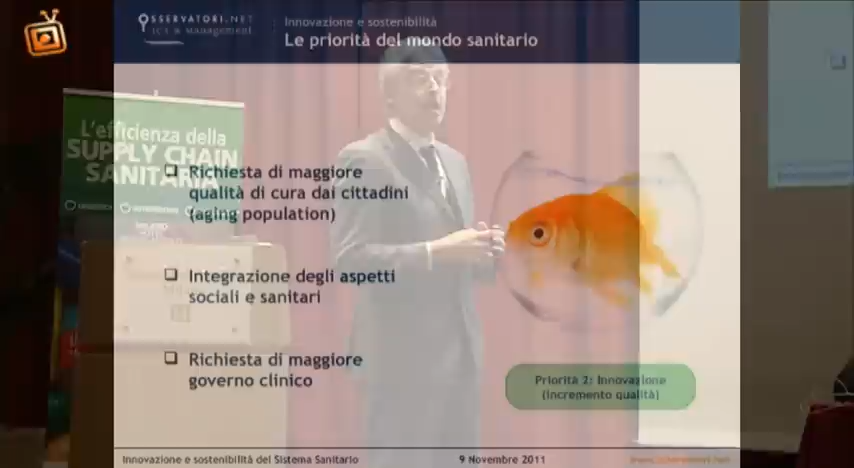 OSSERVATORI.NET
ICT & Management
Innovazione e sostenibilità
Le priorità del mondo sanitario
L'efficienza della
SUPPLY CHAIN
SANITARIA
❑ Richiesta di maggiore
qualità di cura dai cittadini
(aging population)
❑ Integrazione degli aspetti
sociali e sanitari
❑ Richiesta di maggiore
governo clinico
Priorità 2: Innovazione
(incremento qualità)
Innovazione e sostenibilità del Sistema Sanitario
9 Novembre 2011